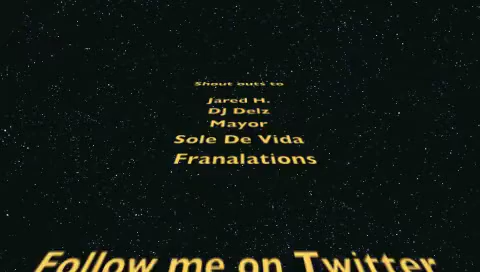 Shout outs to
Jared H.
DJ Delz
Mayor
Sole De Vida
Franalations
Follow me on Twitter